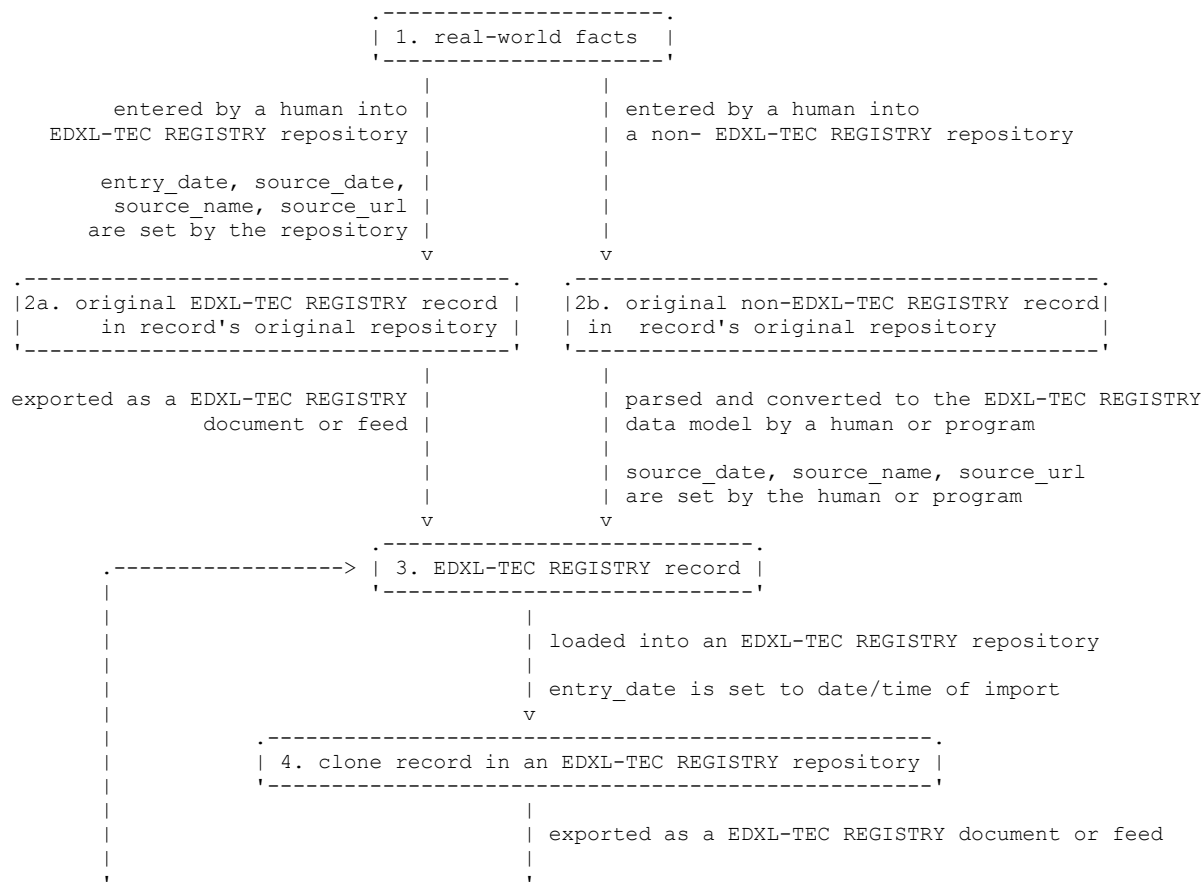 1. real-world facts
entered by a human into
EDXL-TEC REGISTRY repository
entry_date, source_date,
source_name, source_url
are set by the repository
entered by a human into
a non- EDXL-TEC REGISTRY repository
2a. original EDXL-TEC REGISTRY record
in record's original repository
2b. original non-EDXL-TEC REGISTRY record
in record's original repository
exported as a EDXL-TEC REGISTRY
document or feed
parsed and converted to the EDXL-TEC REGISTRY
data model by a human or program
source_date, source_name, source_url
are set by the human or program
3. EDXL-TEC REGISTRY record
loaded into an EDXL-TEC REGISTRY repository
entry_date is set to date/time of import
4. clone record in an EDXL-TEC REGISTRY repository
exported as a EDXL-TEC REGISTRY document or feed